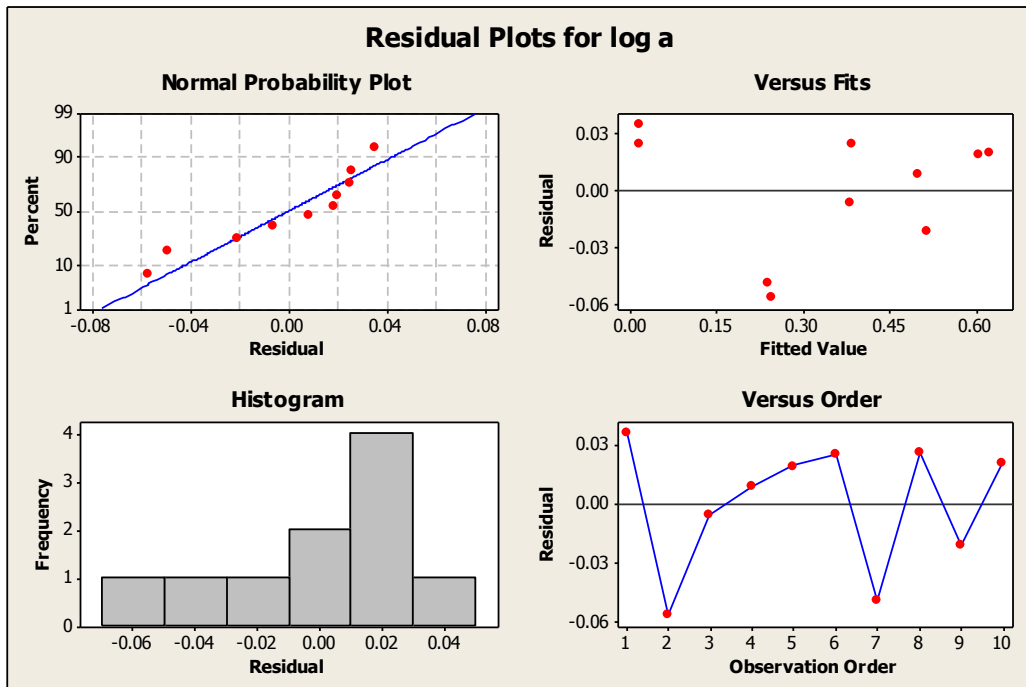 Residual Plots for log a
Normal Probability Plot
99
90
50
10
1
Percent
-0.08 -0.04 0.00 0.04 0.08
Residual
Versus Fits
0.03
0.00
-0.03
-0.06
Residual
0.00 0.15 0.30 0.45 0.60
Fitted Value
Histogram
4
3
2
1
0
Frequency
-0.06 -0.04 -0.02 0.00 0.02 0.04
Residual
Versus Order
0.03
0.00
-0.03
-0.06
Residual
1 2 3 4 5 6 7 8 9 10
Observation Order